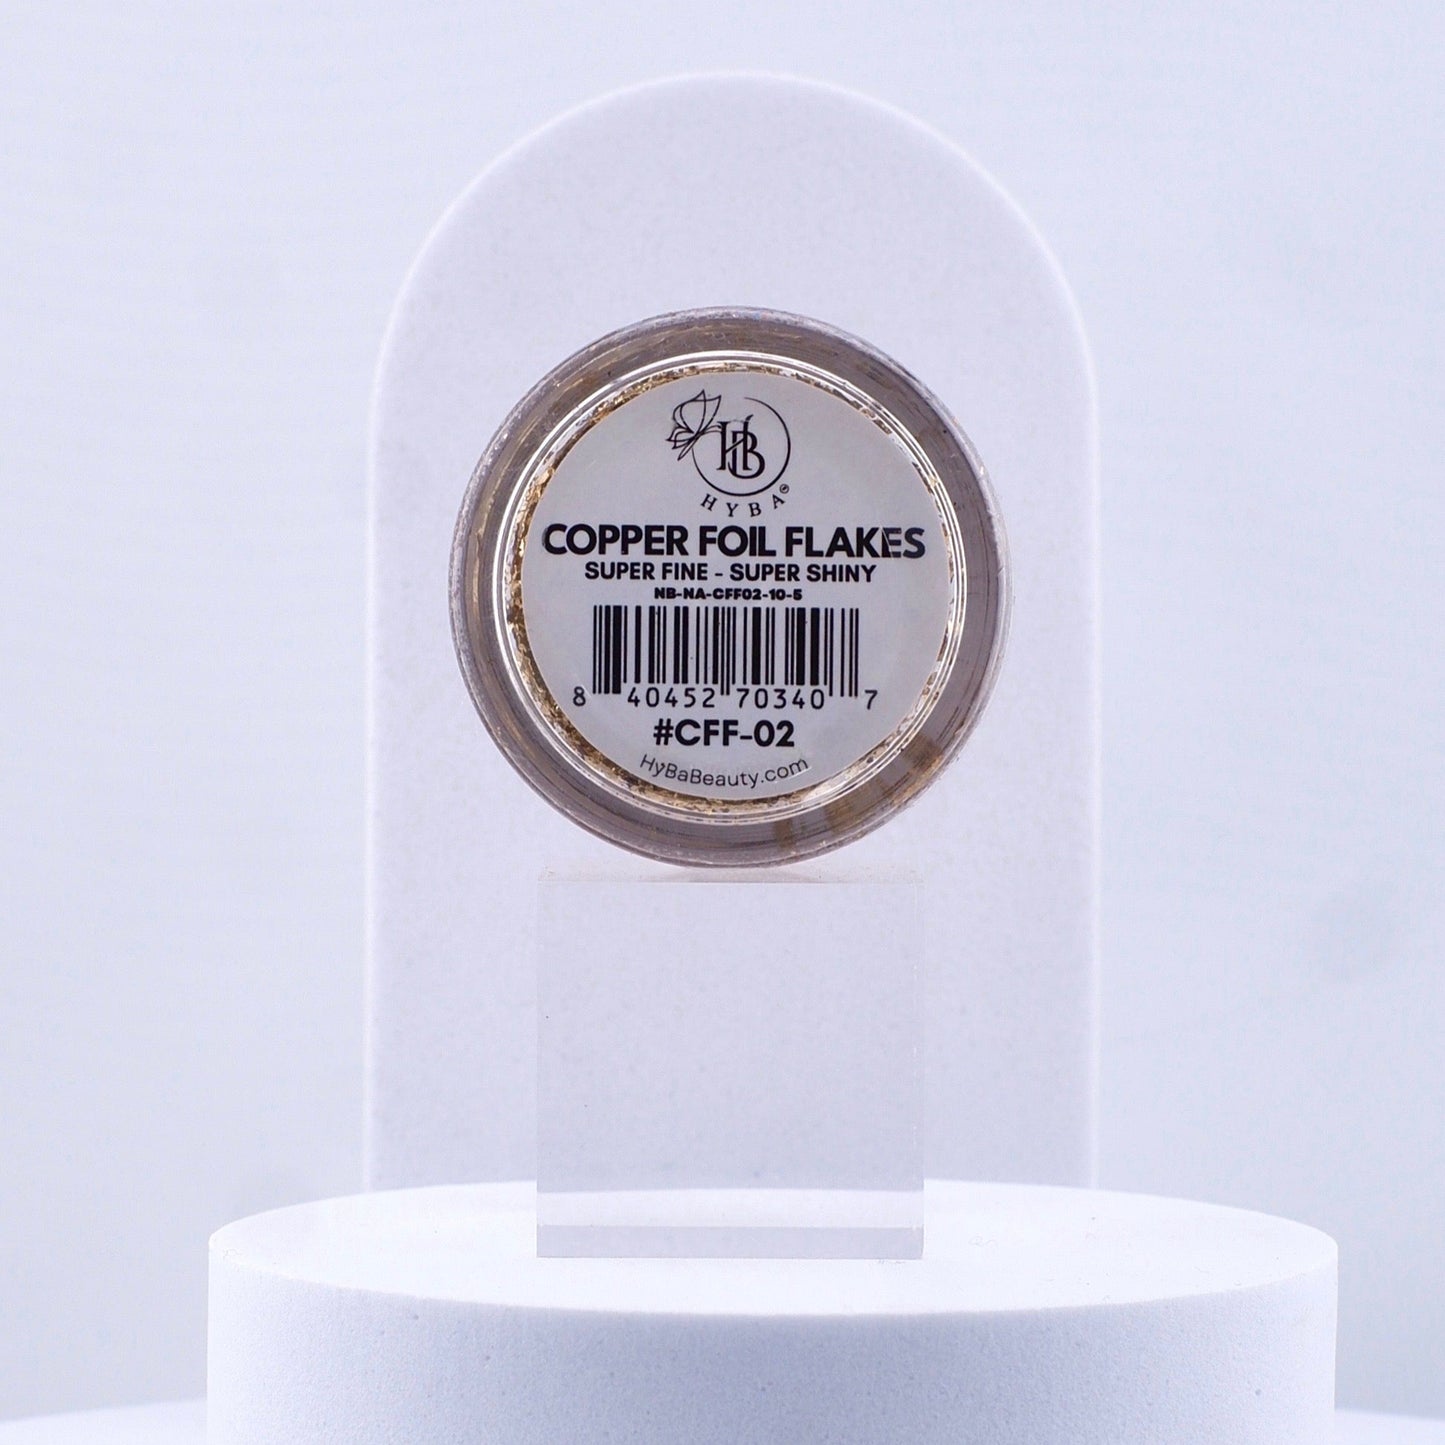 HB
HYBA®
COPPER FOIL FLAKES
SUPER FINE - SUPER SHINY
NB-NA-CFF02-10-5
8 40452 70340 7
#CFF-02
HyBaBeauty.com